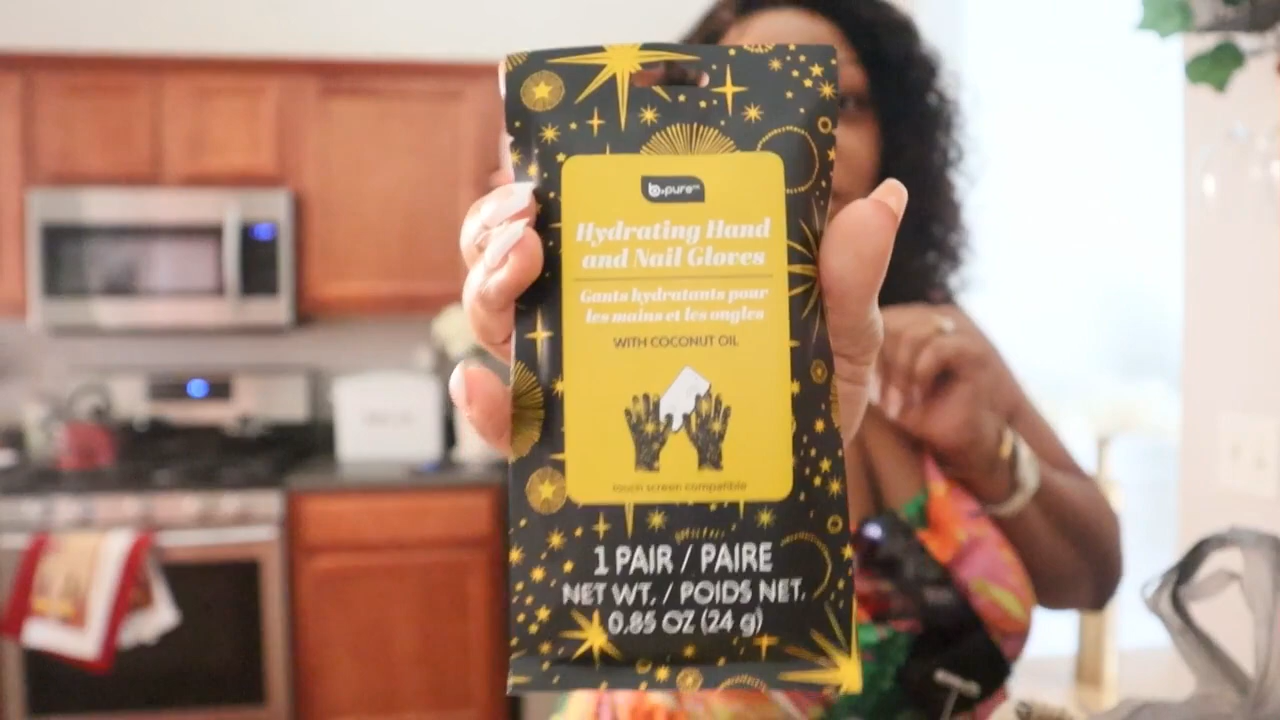 b.pure
Hydrating Hand
and Nail Gloves
Gants hydratants pour
les mains et les ongles
WITH COCONUT OIL
touch screen compatible
1 PAIR / PAIRE
NET WT. / POIDS NET.
0.85 OZ (24 g)